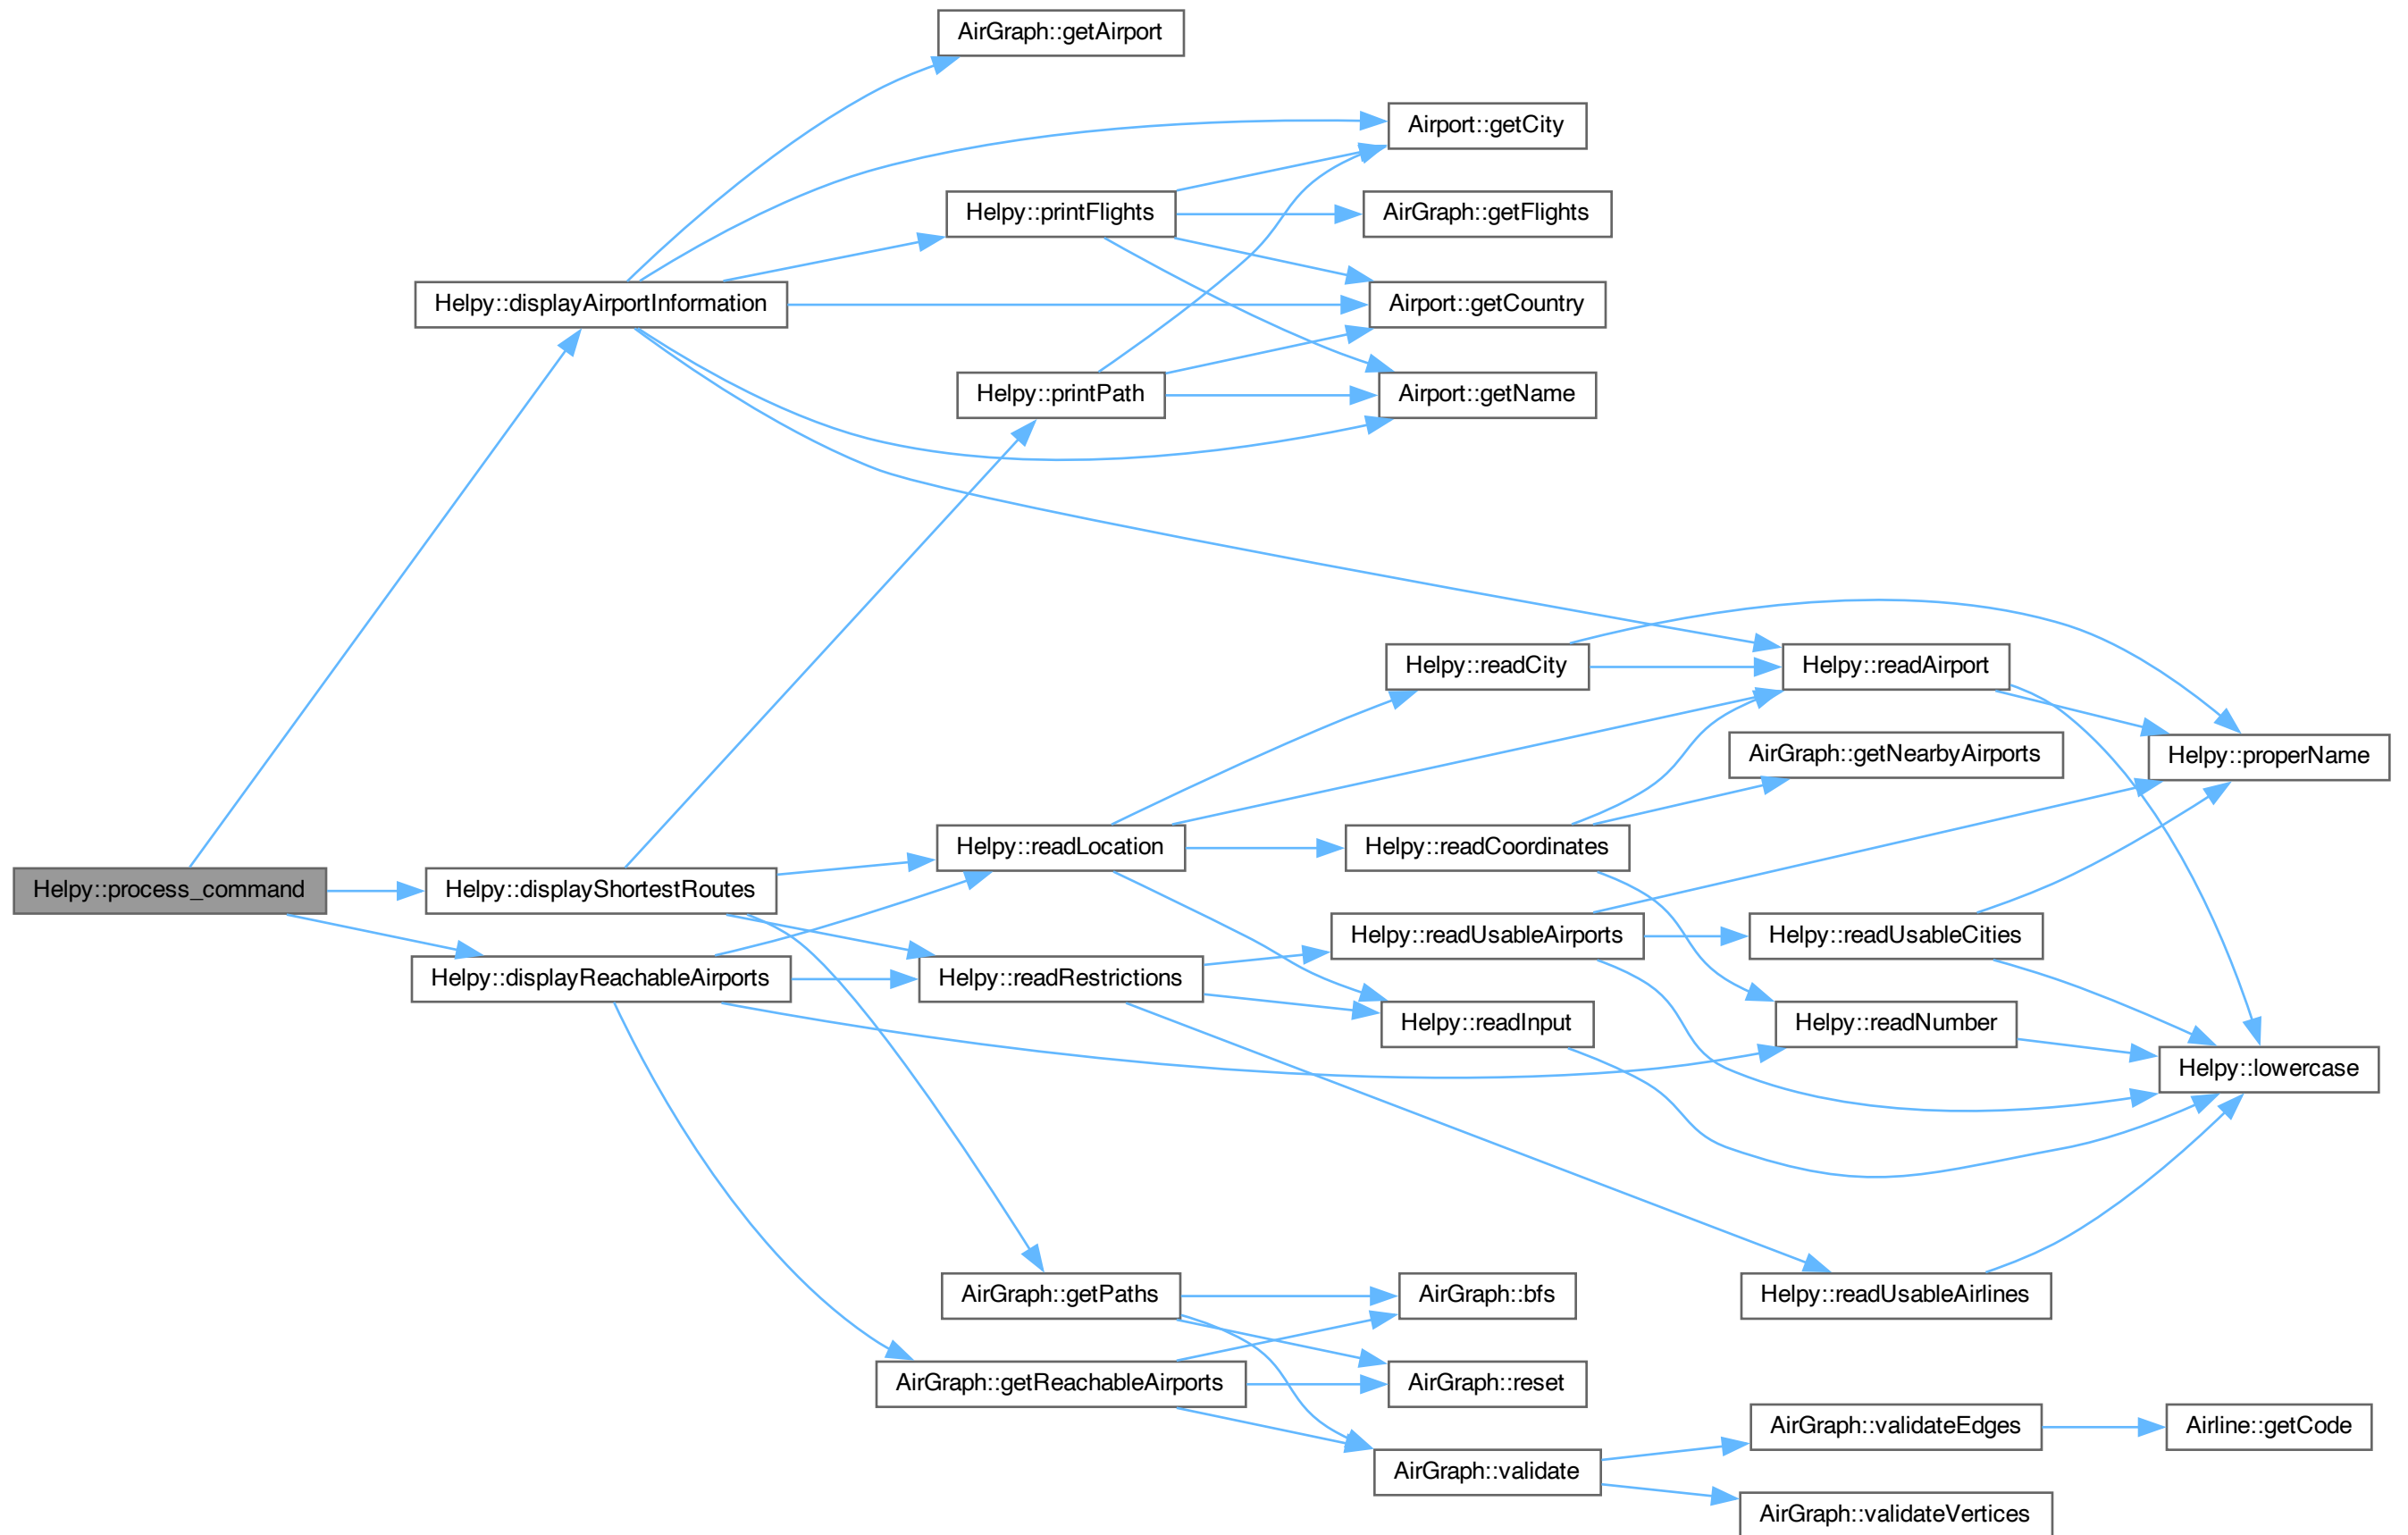 AirGraph::getAirport
Airport::getCity
Helpy::printFlights
AirGraph::getFlights
Helpy::displayAirportInformation
Airport::getCountry
Helpy::printPath
Airport::getName
Helpy::readCity
Helpy::readAirport
AirGraph::getNearbyAirports
Helpy::properName
Helpy::readLocation
Helpy::readCoordinates
Helpy::process_command
Helpy::displayShortestRoutes
Helpy::readUsableAirports
Helpy::readUsableCities
Helpy::displayReachableAirports
Helpy::readRestrictions
Helpy::readInput
Helpy::readNumber
Helpy::lowercase
AirGraph::getPaths
AirGraph::bfs
Helpy::readUsableAirlines
AirGraph::getReachableAirports
AirGraph::reset
AirGraph::validateEdges
Airline::getCode
AirGraph::validate
AirGraph::validateVertices